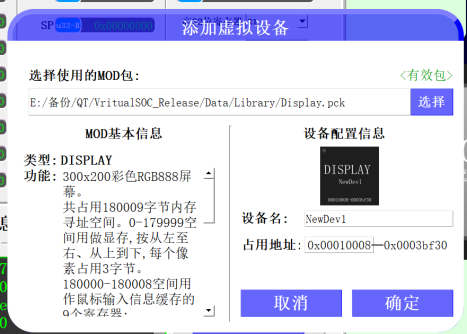 SP u32-0 0x00000000
添加虚拟设备
选择使用的MOD包:
<有效包>
E:/备份/QT/VritualSOC_Release/Data/Library/Display.pck
选择
MOD基本信息
类型: DISPLAY
功能: 300x200彩色RGB888屏
幕。
共占用180009字节内存
寻址空间。0-179999空
间用做显存,按从左至
右、从上到下,每个像
素占用3字节。
180000-180008空间用
作鼠标输入信息缓存的
9个寄存器:
设备配置信息
DISPLAY
NewDev1
00010008-0003bf30
设备名: NewDev1
占用地址: 0x00010008—0x0003bf30
取消
确定